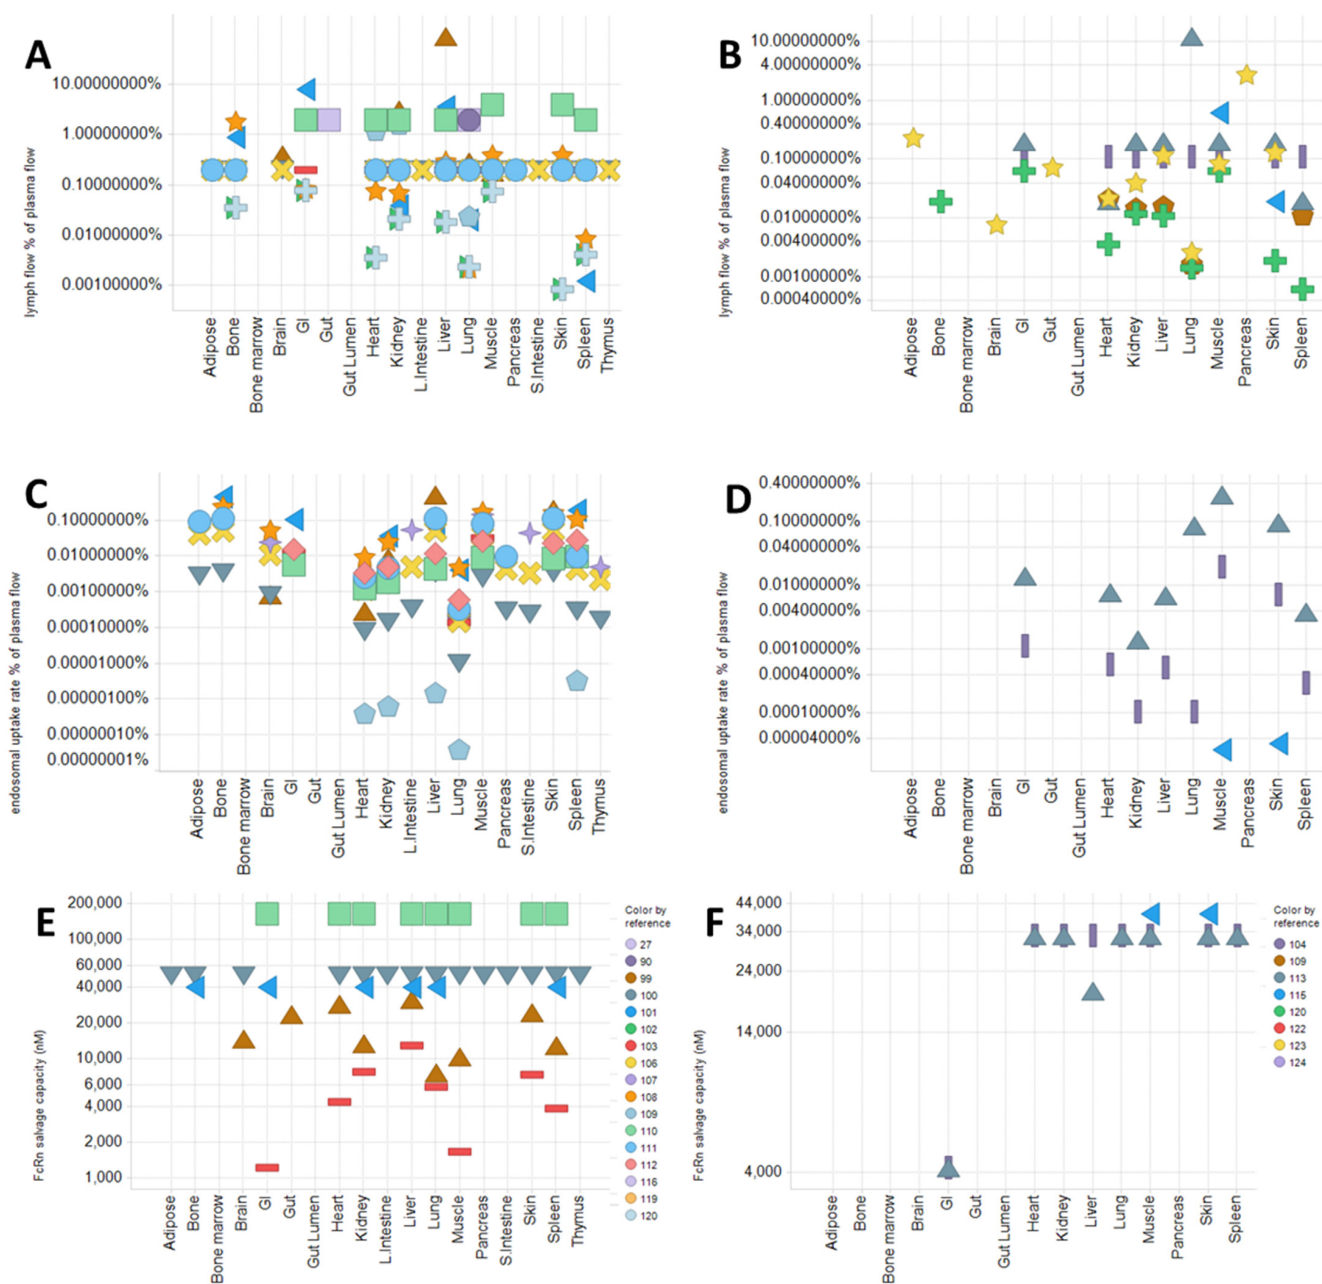 A
lymph flow % of plasma flow
10.00000000%
1.00000000%
0.10000000%
0.01000000%
0.00100000%
Adipose
Bone
Bone marrow
Brain
GI
Gut
Gut Lumen
Heart
Kidney
L.Intestine
Liver
Lung
Muscle
Pancreas
S.Intestine
Skin
Spleen
Thymus
B
lymph flow % of plasma flow
10.00000000%
4.00000000%
1.00000000%
0.40000000%
0.10000000%
0.04000000%
0.01000000%
0.00400000%
0.00100000%
0.00040000%
Adipose
Bone
Bone marrow
Brain
GI
Gut
Gut Lumen
Heart
Kidney
Liver
Lung
Muscle
Pancreas
Skin
Spleen
C
endosomal uptake rate % of plasma flow
0.10000000%
0.01000000%
0.00100000%
0.00010000%
0.00001000%
0.00000100%
0.00000010%
0.00000001%
Adipose
Bone
Bone marrow
Brain
GI
Gut
Gut Lumen
Heart
Kidney
L.Intestine
Liver
Lung
Muscle
Pancreas
S.Intestine
Skin
Spleen
Thymus
D
endosomal uptake rate % of plasma flow
0.40000000%
0.10000000%
0.04000000%
0.01000000%
0.00400000%
0.00100000%
0.00040000%
0.00010000%
0.00004000%
Adipose
Bone
Bone marrow
Brain
GI
Gut
Gut Lumen
Heart
Kidney
Liver
Lung
Muscle
Pancreas
Skin
Spleen
E
FcRn salvage capacity (nM)
200,000
100,000
60,000
40,000
20,000
10,000
6,000
4,000
2,000
1,000
Adipose
Bone
Bone marrow
Brain
GI
Gut
Gut Lumen
Heart
Kidney
L.Intestine
Liver
Lung
Muscle
Pancreas
S.Intestine
Skin
Spleen
Thymus
Color by
reference
27
90
99
100
101
102
103
106
107
108
109
110
111
112
116
119
120
F
FcRn salvage capacity (nM)
44,000
34,000
24,000
14,000
4,000
Adipose
Bone
Bone marrow
Brain
GI
Gut
Gut Lumen
Heart
Kidney
Liver
Lung
Muscle
Pancreas
Skin
Spleen
Color by
reference
104
109
113
115
120
122
123
124